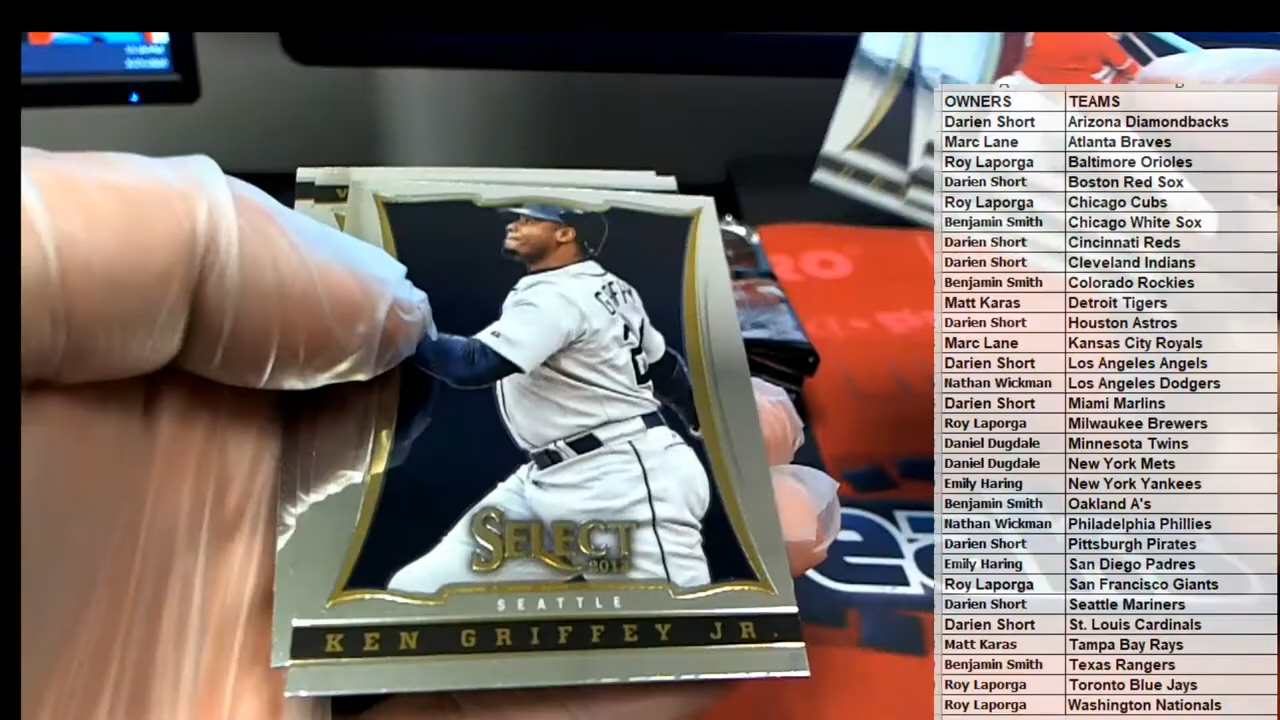 SELECT
SEATTLE
KEN GRIFFEY JR.
OWNERS TEAMS
Darien Short Arizona Diamondbacks
Marc Lane Atlanta Braves
Roy Laporga Baltimore Orioles
Darien Short Boston Red Sox
Roy Laporga Chicago Cubs
Benjamin Smith Chicago White Sox
Darien Short Cincinnati Reds
Darien Short Cleveland Indians
Benjamin Smith Colorado Rockies
Matt Karas Detroit Tigers
Darien Short Houston Astros
Marc Lane Kansas City Royals
Darien Short Los Angeles Angels
Nathan Wickman Los Angeles Dodgers
Darien Short Miami Marlins
Roy Laporga Milwaukee Brewers
Daniel Dugdale Minnesota Twins
Daniel Dugdale New York Mets
Emily Haring New York Yankees
Benjamin Smith Oakland A's
Nathan Wickman Philadelphia Phillies
Darien Short Pittsburgh Pirates
Emily Haring San Diego Padres
Roy Laporga San Francisco Giants
Darien Short Seattle Mariners
Darien Short St. Louis Cardinals
Matt Karas Tampa Bay Rays
Benjamin Smith Texas Rangers
Roy Laporga Toronto Blue Jays
Roy Laporga Washington Nationals